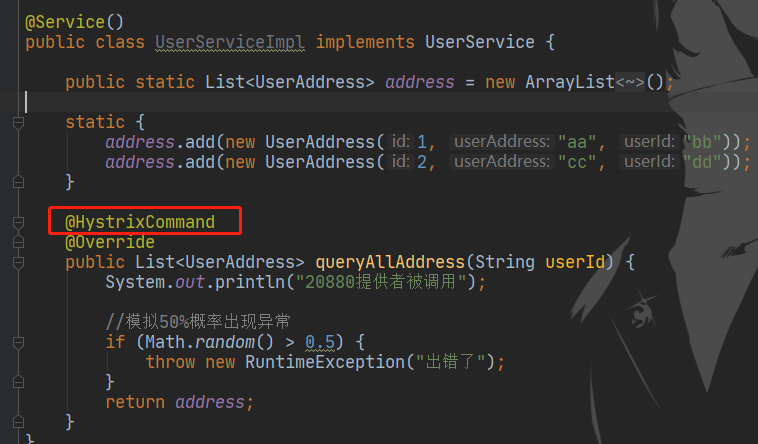 @Service()
public class UserServiceImpl implements UserService {
public static List<UserAddress> address = new ArrayList<~>();
static {
address.add(new UserAddress( id: 1, userAddress: "aa", userId: "bb"));
address.add(new UserAddress( id: 2, userAddress: "cc", userId: "dd"));
}
@HystrixCommand
@Override
public List<UserAddress> queryAllAddress(String userId) {
System.out.println("20880提供者被调用");
//模拟50%概率出现异常
if (Math.random() > 0.5) {
throw new RuntimeException("出错了");
}
return address;
}
}